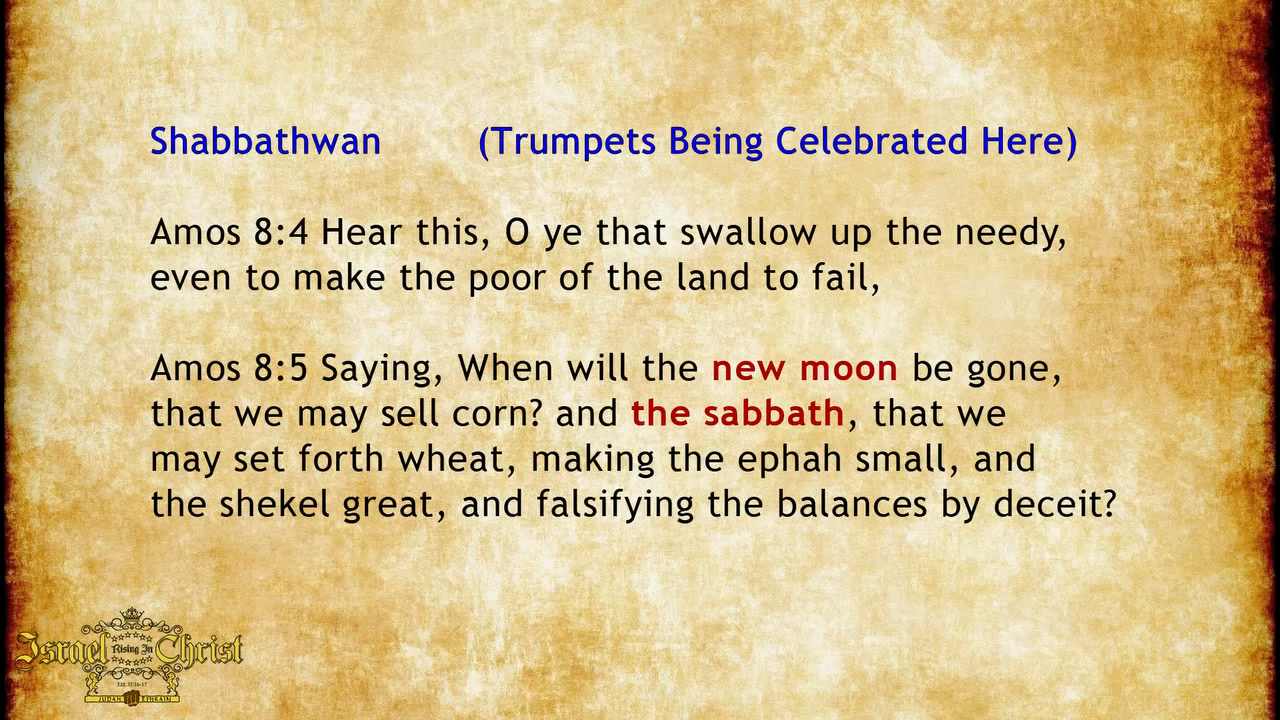 Shabbathwan (Trumpets Being Celebrated Here)
Amos 8:4 Hear this, O ye that swallow up the needy,
even to make the poor of the land to fail,
Amos 8:5 Saying, When will the new moon be gone,
that we may sell corn? and the sabbath, that we
may set forth wheat, making the ephah small, and
the shekel great, and falsifying the balances by deceit?
Israel Rising In Christ
JUDAH EPHRAIM